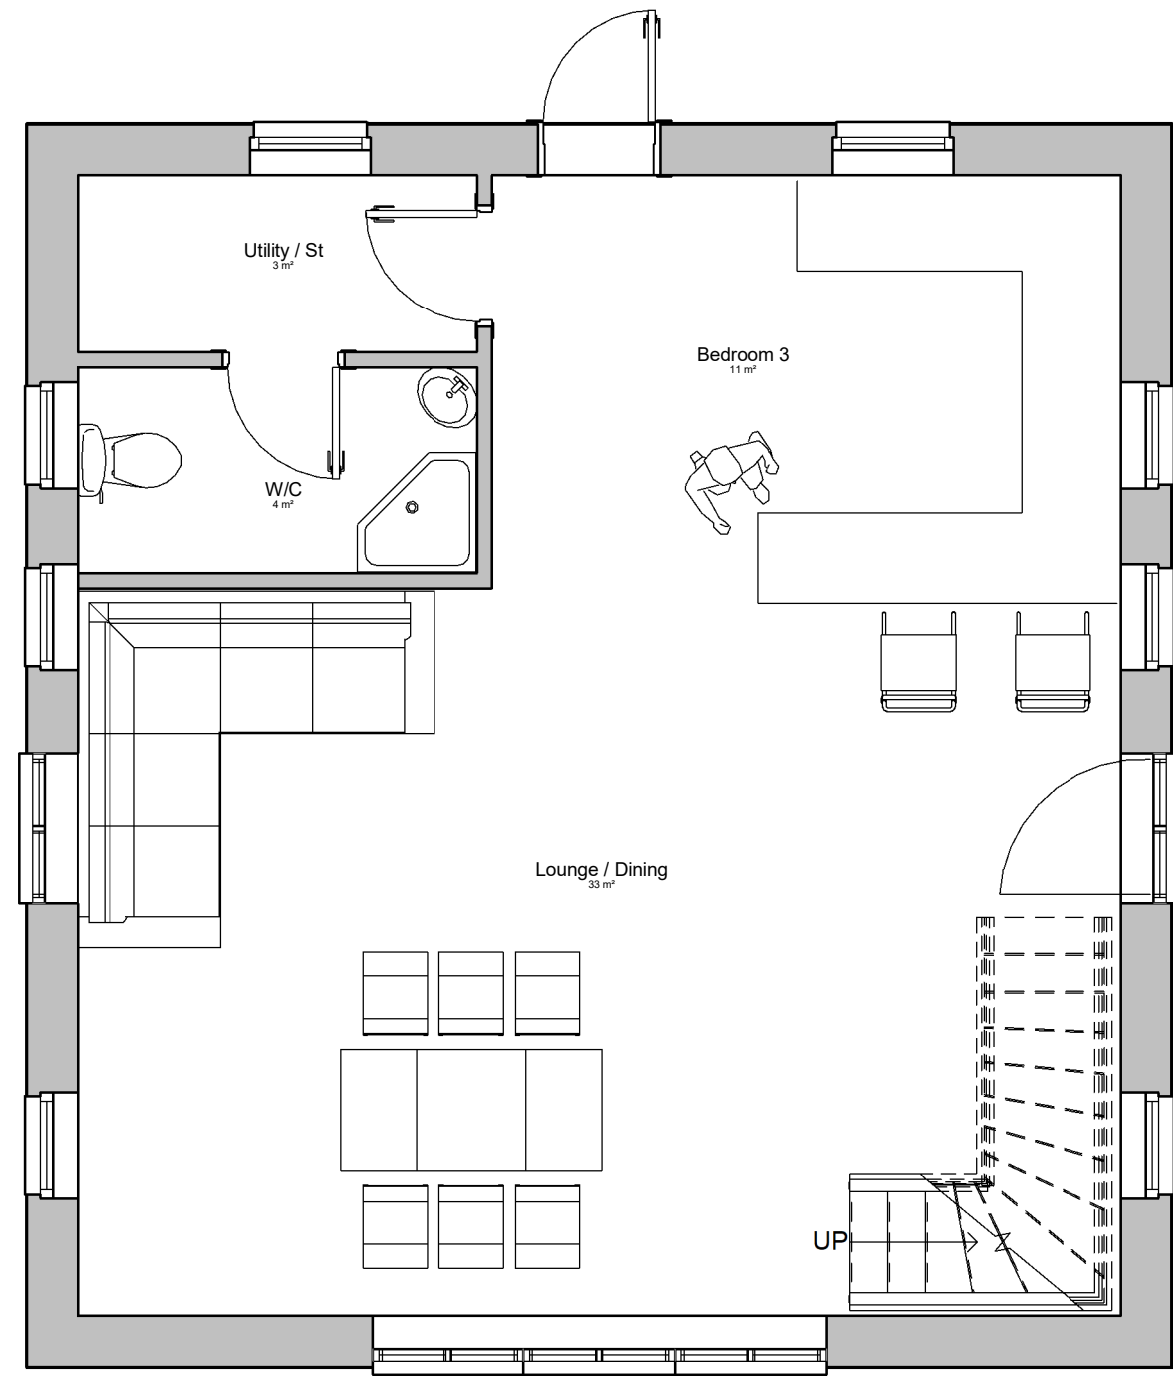 Utility / St
3 m²
Bedroom 3
11 m²
W/C
4 m²
Lounge / Dining
33 m²
UP